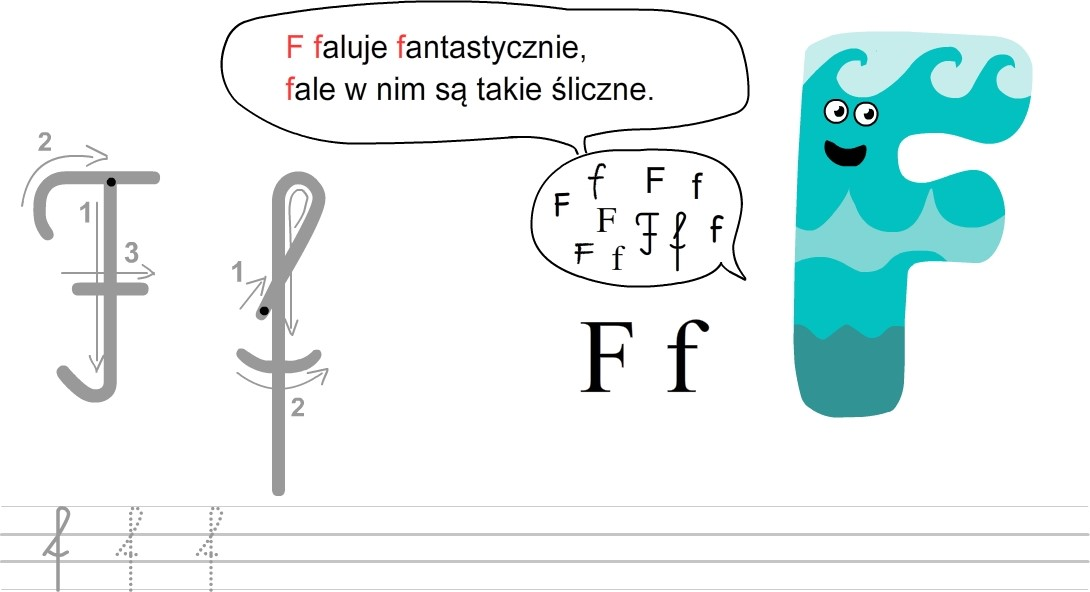 F faluje fantastycznie,
fale w nim są takie śliczne.
f F f
F F F f f
F f
2
1
3
1
2
F f
F
f f f